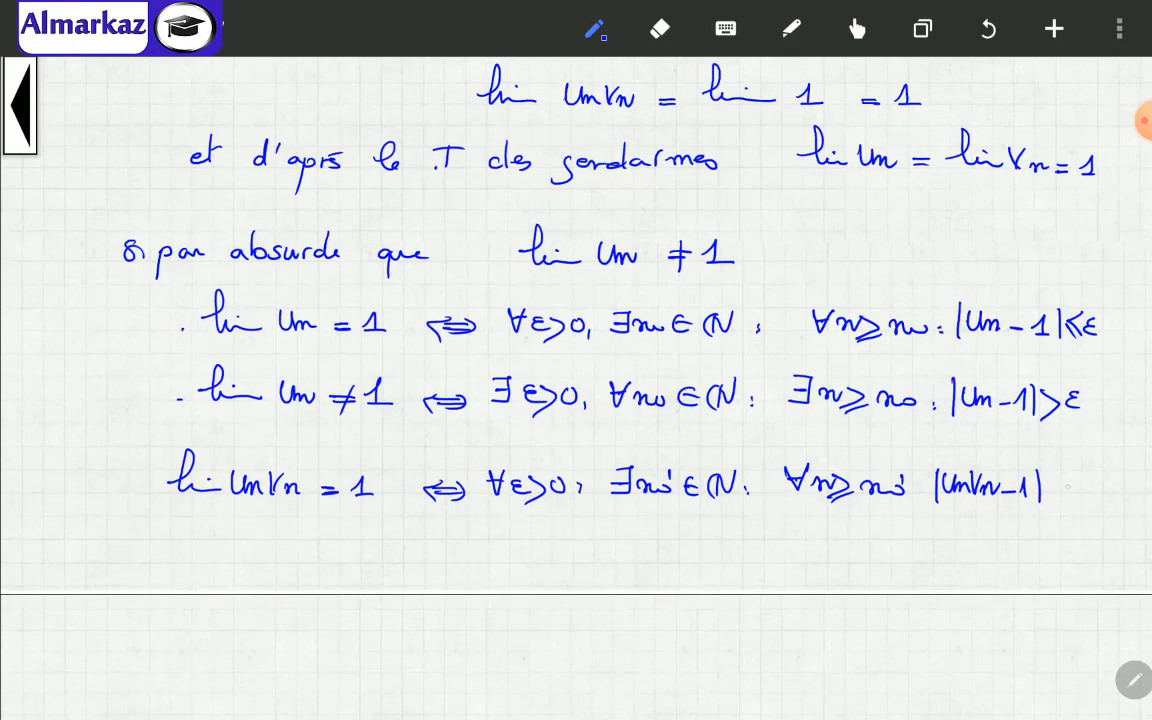 Almarkaz
lim Un Vn = lim 1 = 1
et d'après le T des gendarmes lim Un = lim Vn = 1
par absurde que lim Un ≠ 1
. lim Un = 1 ⟺ ∀ε>0, ∃n0 ∈ ℕ : ∀n≥n0 : |Un - 1|≤ε
. lim Un ≠ 1 ⟺ ∃ε>0, ∀n0 ∈ ℕ : ∃n≥n0 : |Un - 1|>ε
lim UnVn = 1 ⟺ ∀ε>0, ∃n0' ∈ ℕ : ∀n≥n0' |UnVn - 1|